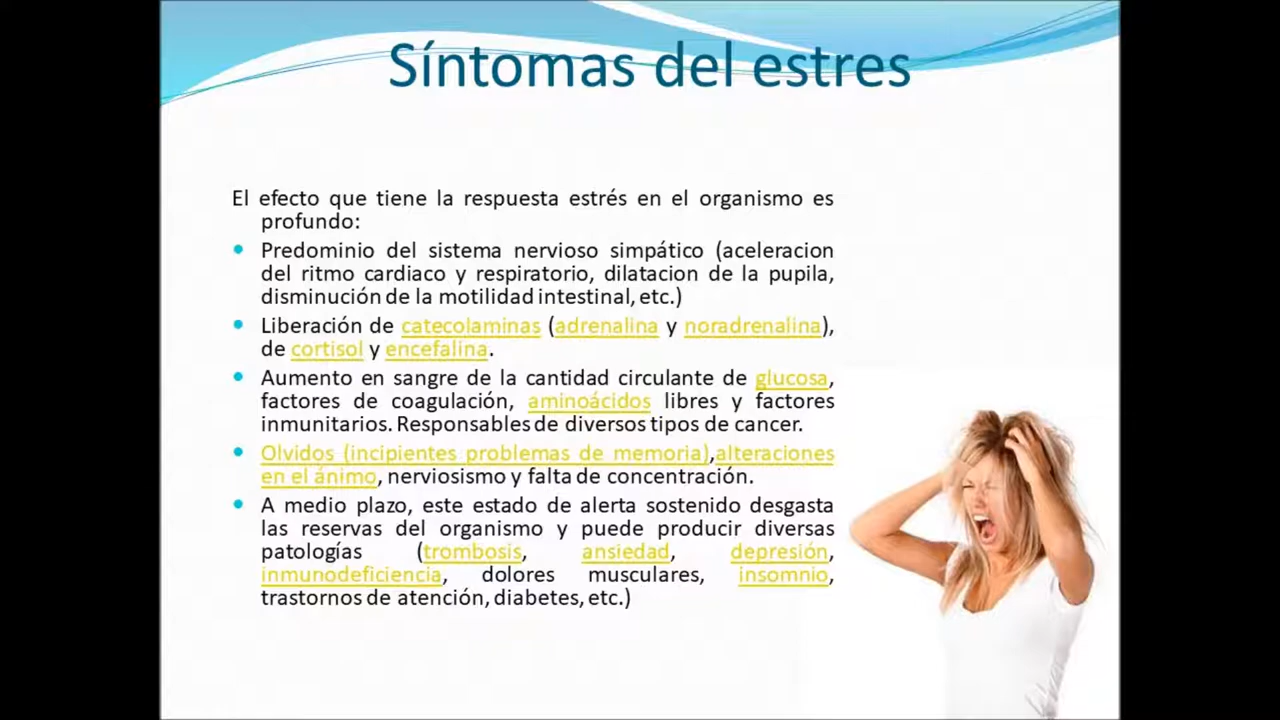 Síntomas del estres
El efecto que tiene la respuesta estrés en el organismo es
profundo:
Predominio del sistema nervioso simpático (aceleracion
del ritmo cardiaco y respiratorio, dilatacion de la pupila,
disminución de la motilidad intestinal, etc.)
Liberación de catecolaminas (adrenalina y noradrenalina),
de cortisol y encefalina.
Aumento en sangre de la cantidad circulante de glucosa,
factores de coagulación, aminoácidos libres y factores
inmunitarios. Responsables de diversos tipos de cancer.
Olvidos (incipientes problemas de memoria),alteraciones
en el ánimo, nerviosismo y falta de concentración.
A medio plazo, este estado de alerta sostenido desgasta
las reservas del organismo y puede producir diversas
patologías (trombosis, ansiedad, depresión,
inmunodeficiencia, dolores musculares, insomnio,
trastornos de atención, diabetes, etc.)